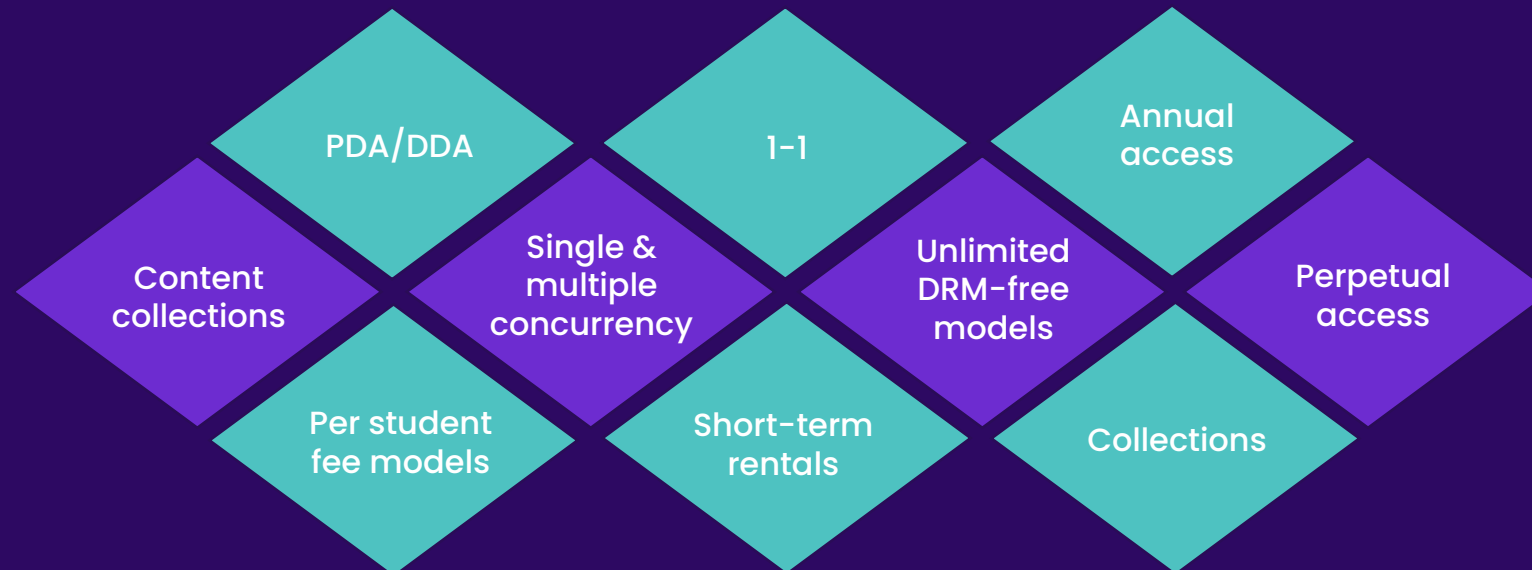 PDA/DDA
1-1
Annual
access
Content
collections
Single &
multiple
concurrency
Unlimited
DRM-free
models
Perpetual
access
Per student
fee models
Short-term
rentals
Collections